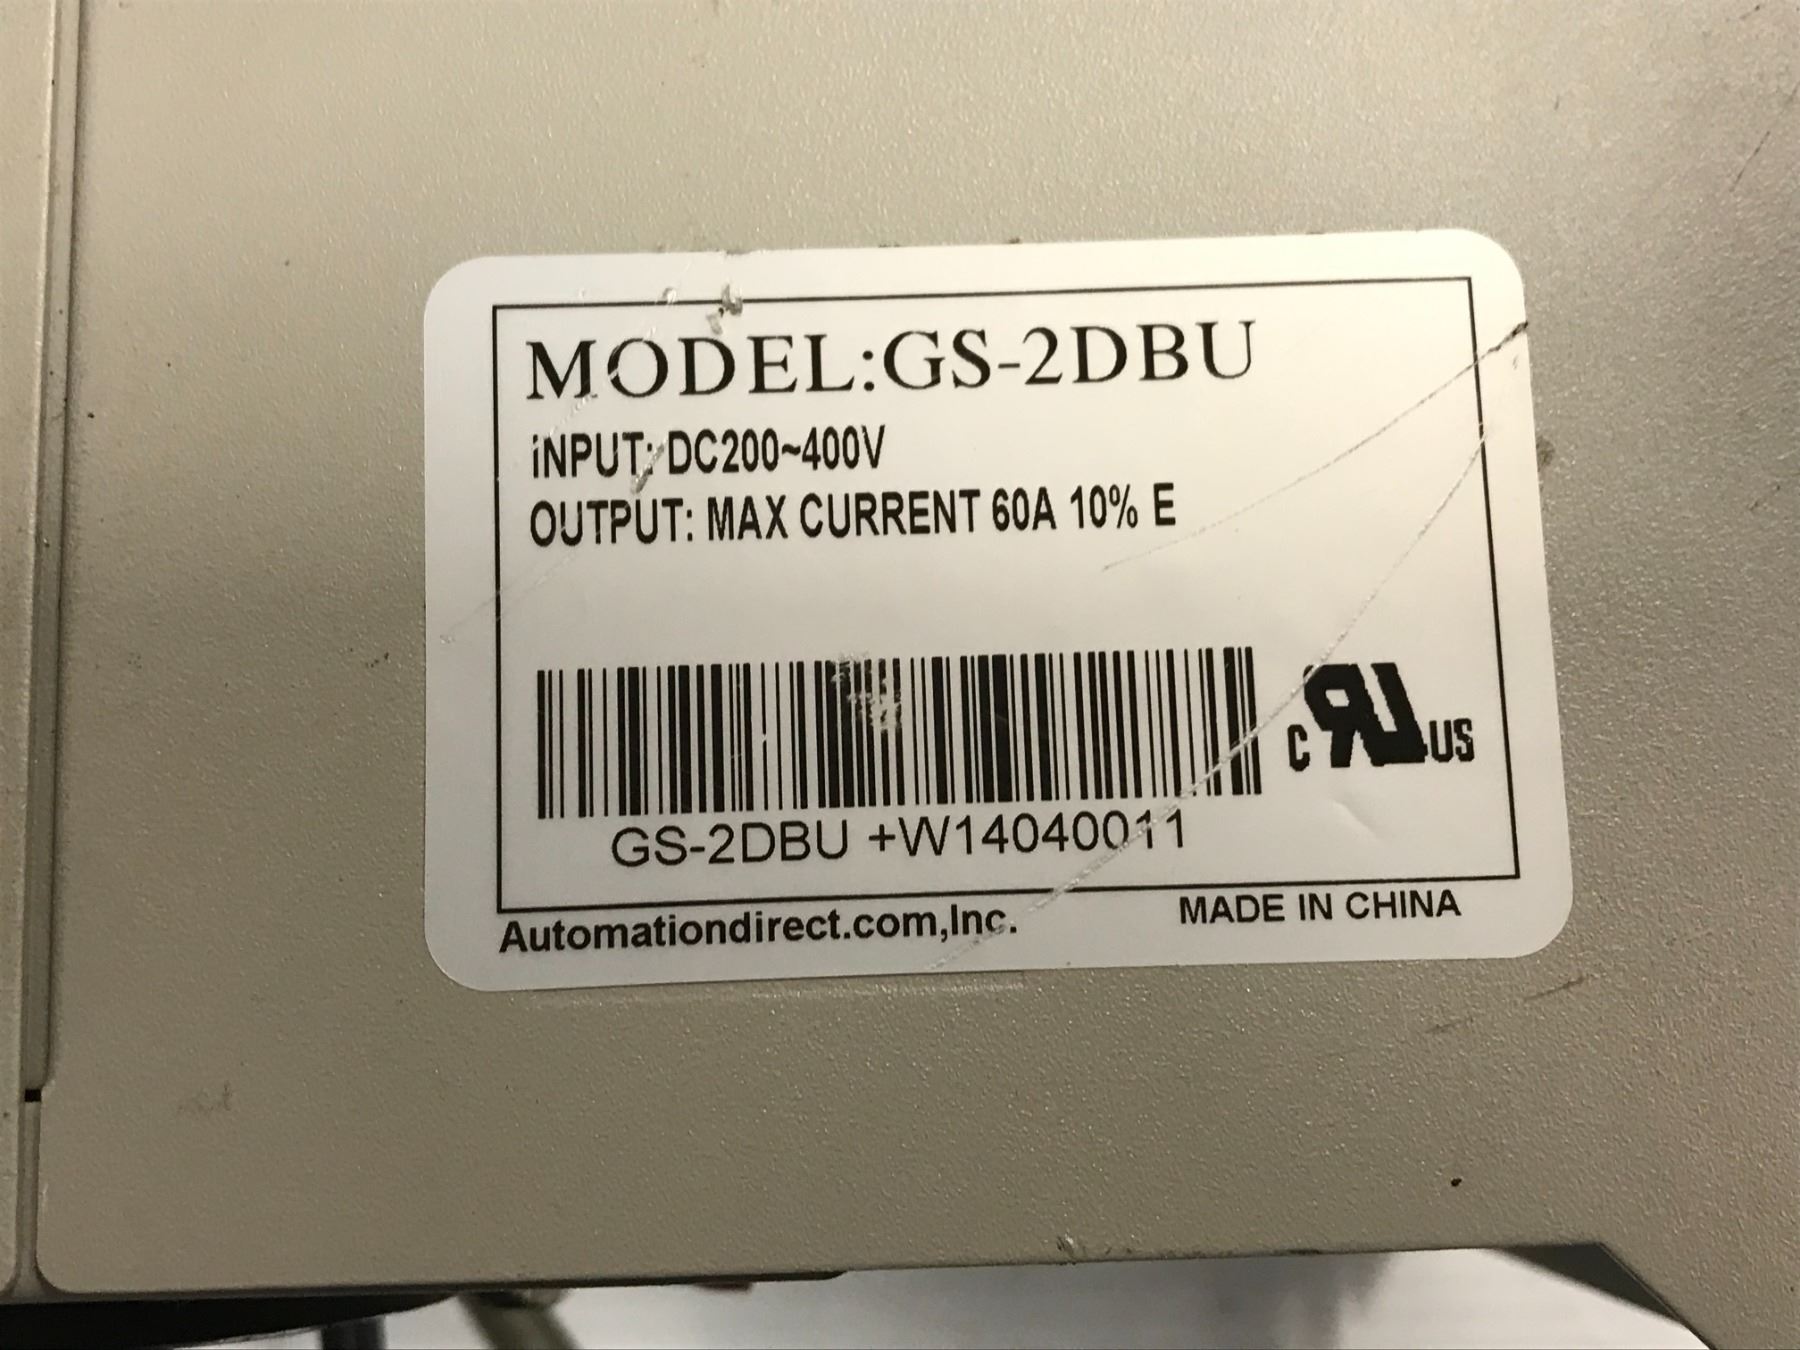 MODEL:GS-2DBU
iNPUT: DC200~400V
OUTPUT: MAX CURRENT 60A 10% E
c RU US
GS-2DBU +W14040011
Automationdirect.com,Inc.
MADE IN CHINA